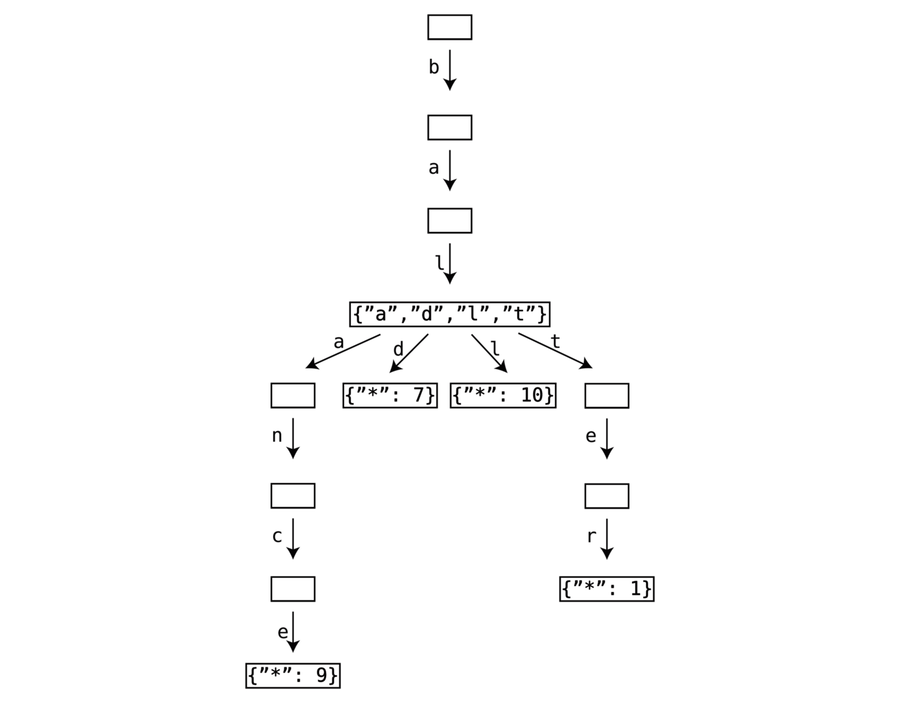 b
a
l
{”a”,”d”,”l”,”t”}
a d l t
{”*”: 7} {”*”: 10}
n e
c r
{”*”: 1}
e
{”*”: 9}